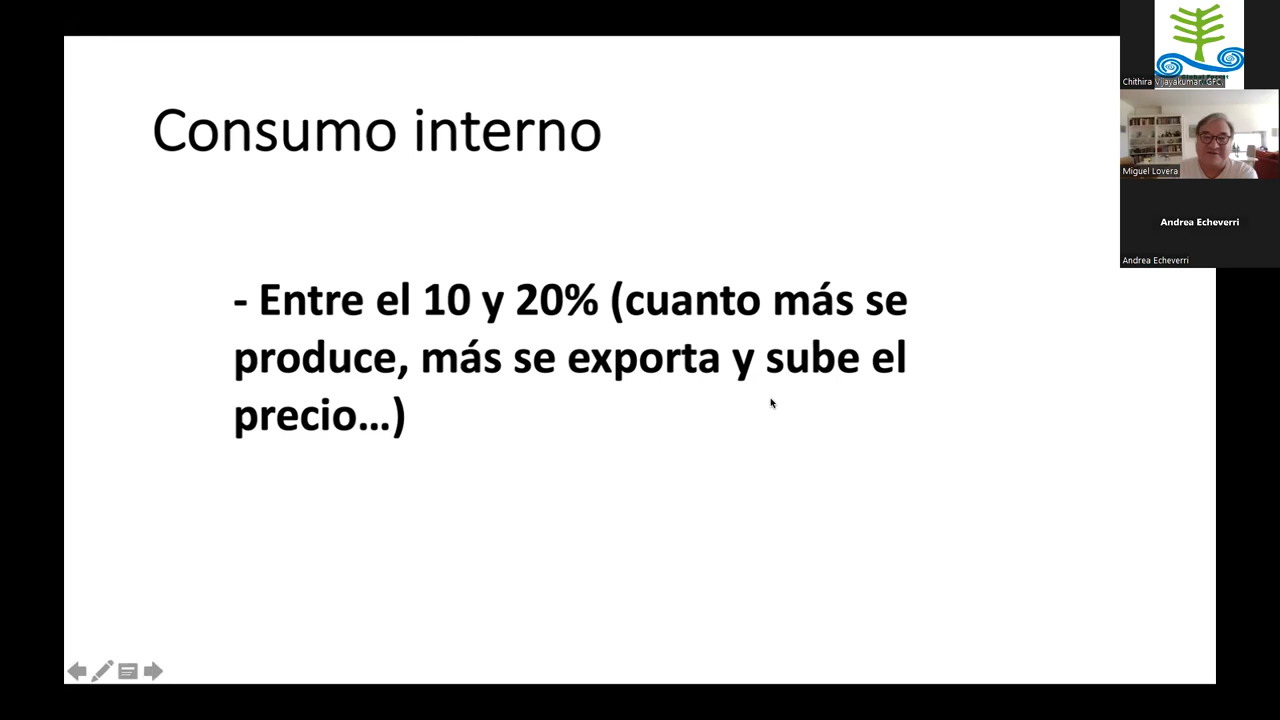 Consumo interno
- Entre el 10 y 20% (cuanto más se
produce, más se exporta y sube el
precio...)
Chithira Vijayakumar. GFC.
Miguel Lovera
Andrea Echeverri
Andrea Echeverri